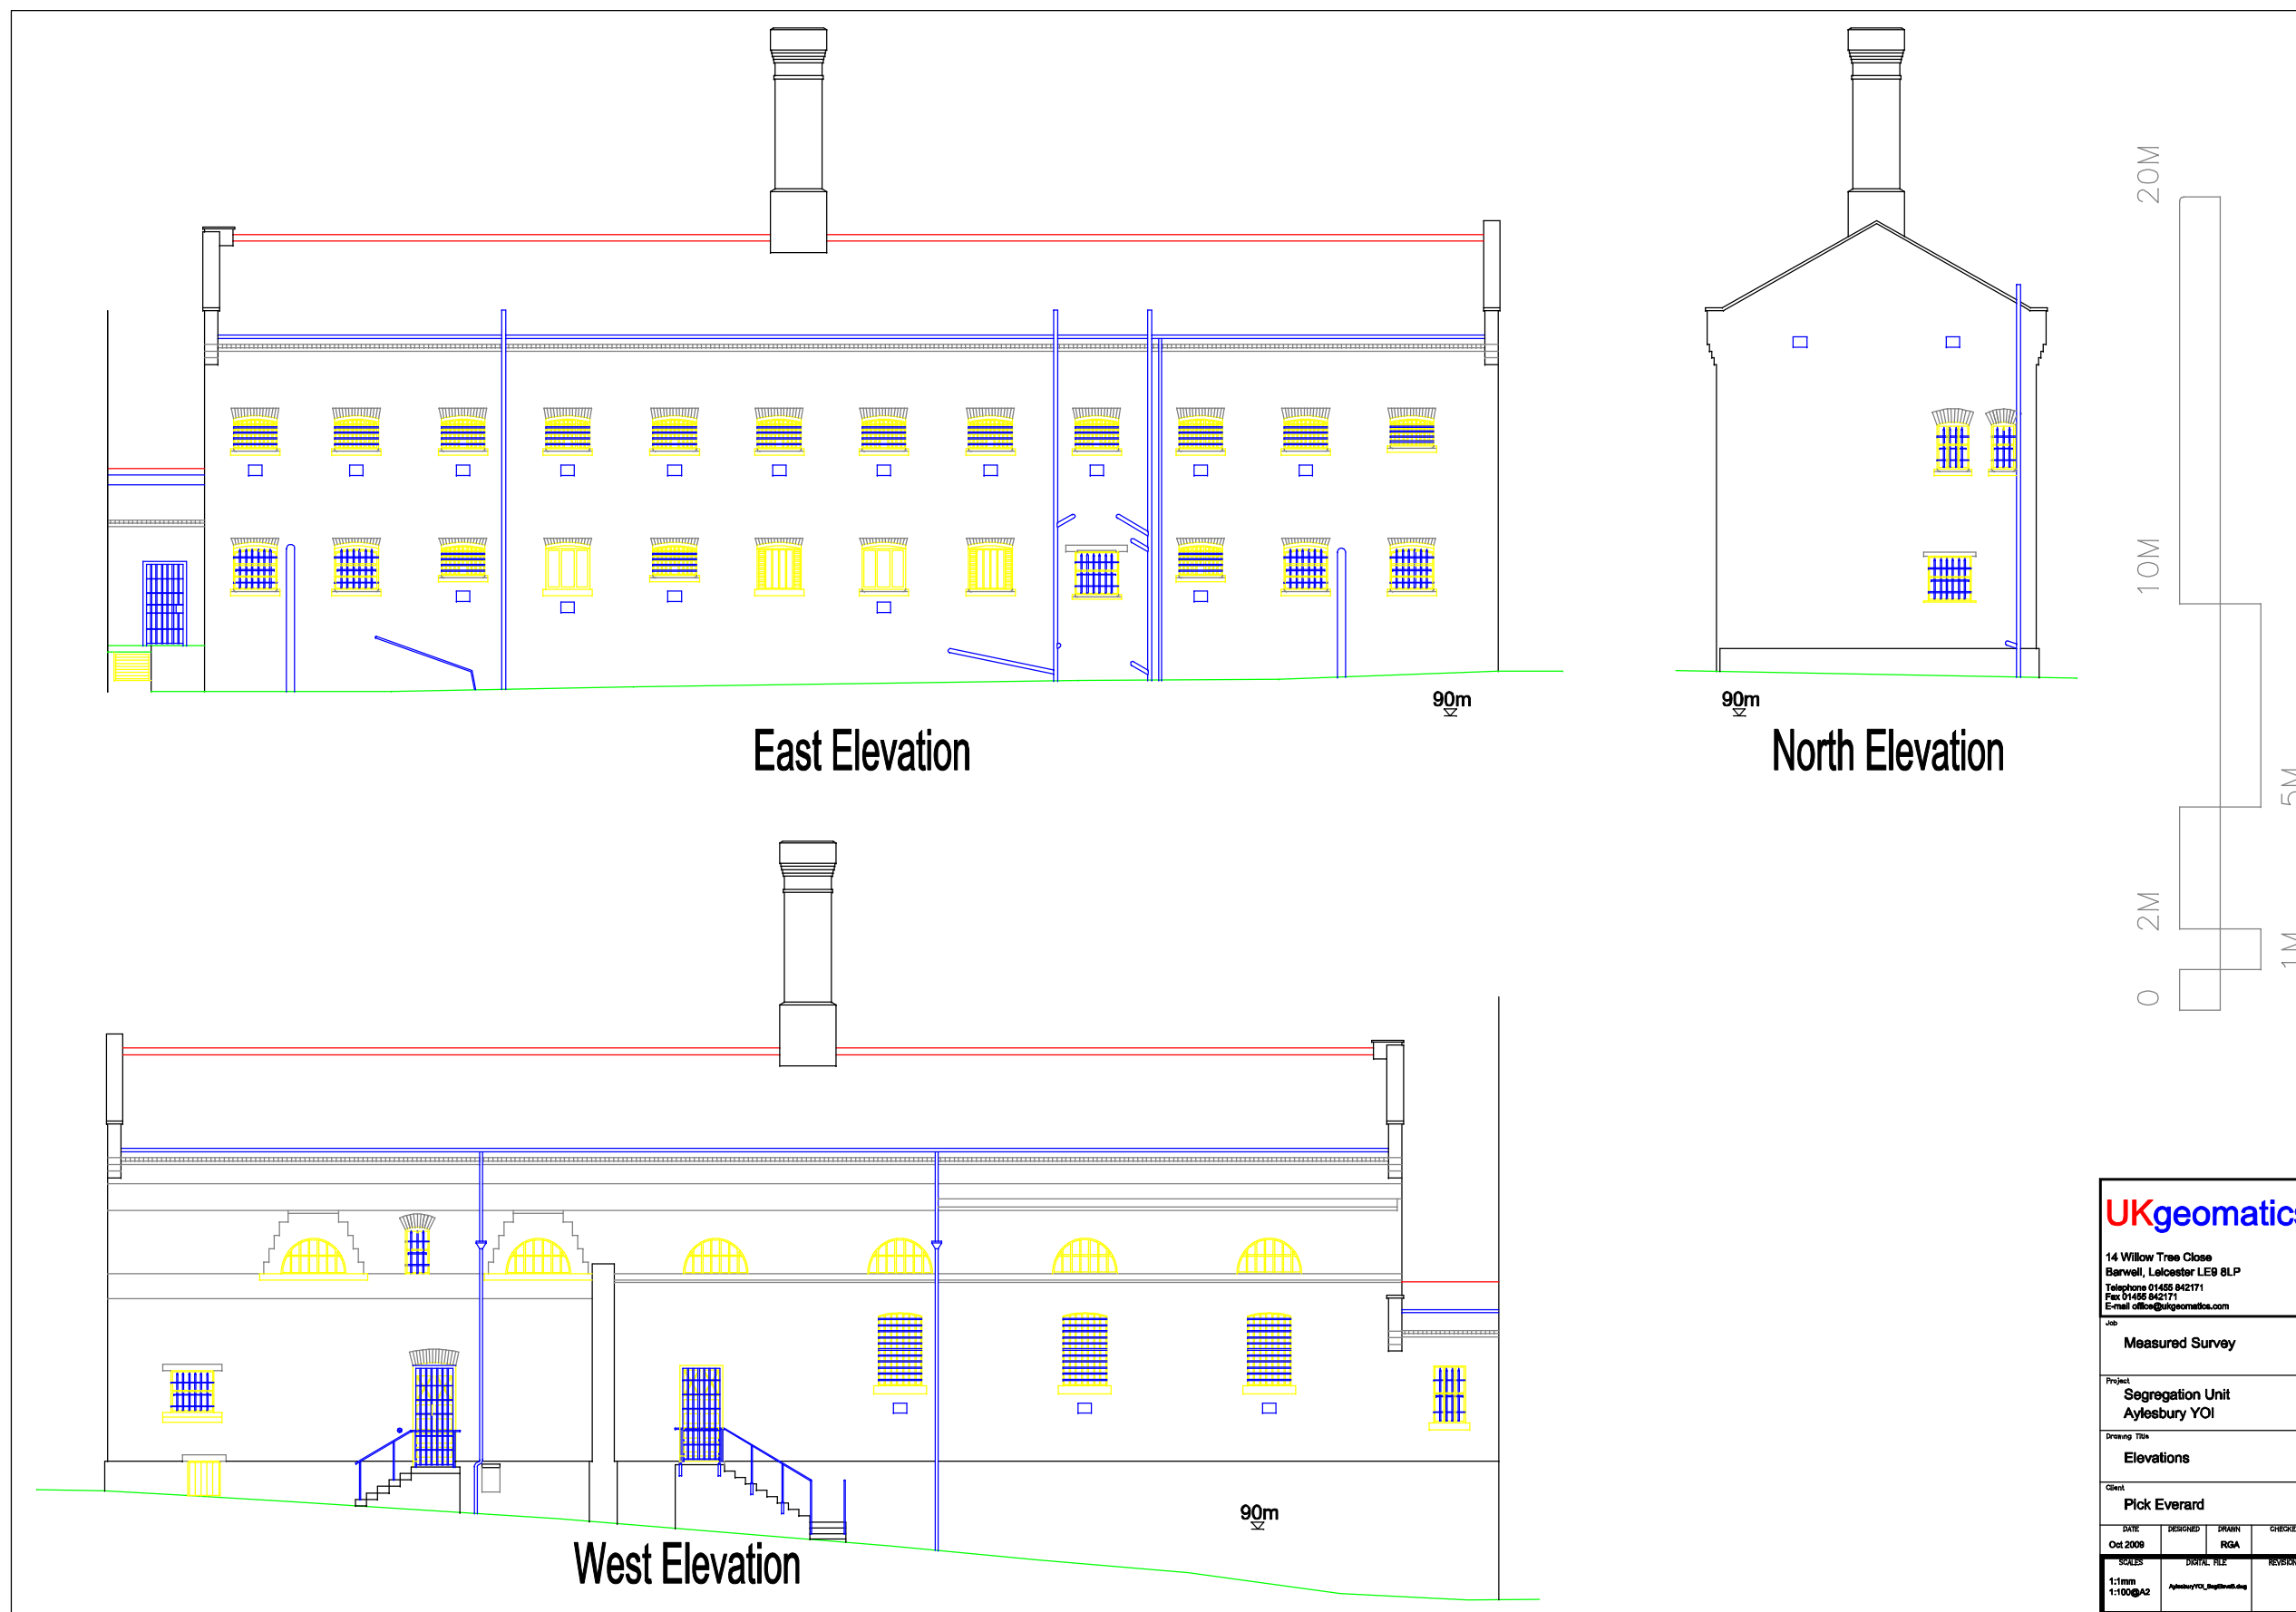 20M
10M
5M
2M
1M
0
90m
East Elevation
90m
North Elevation
90m
West Elevation
UKgeomatics
14 Willow Tree Close
Barwell, Leicester LE9 8LP
Telephone 01455 842171
Fax 01455 842171
E-mail office@ukgeomatics.com
Job
Measured Survey
Project
Segregation Unit
Aylesbury YOI
Drawing Title
Elevations
Client
Pick Everard
DATE DESIGNED DRAWN CHECKE
Oct 2009 RGA
SCALES DIGITAL FILE REVISION
1:1mm
1:100@A2